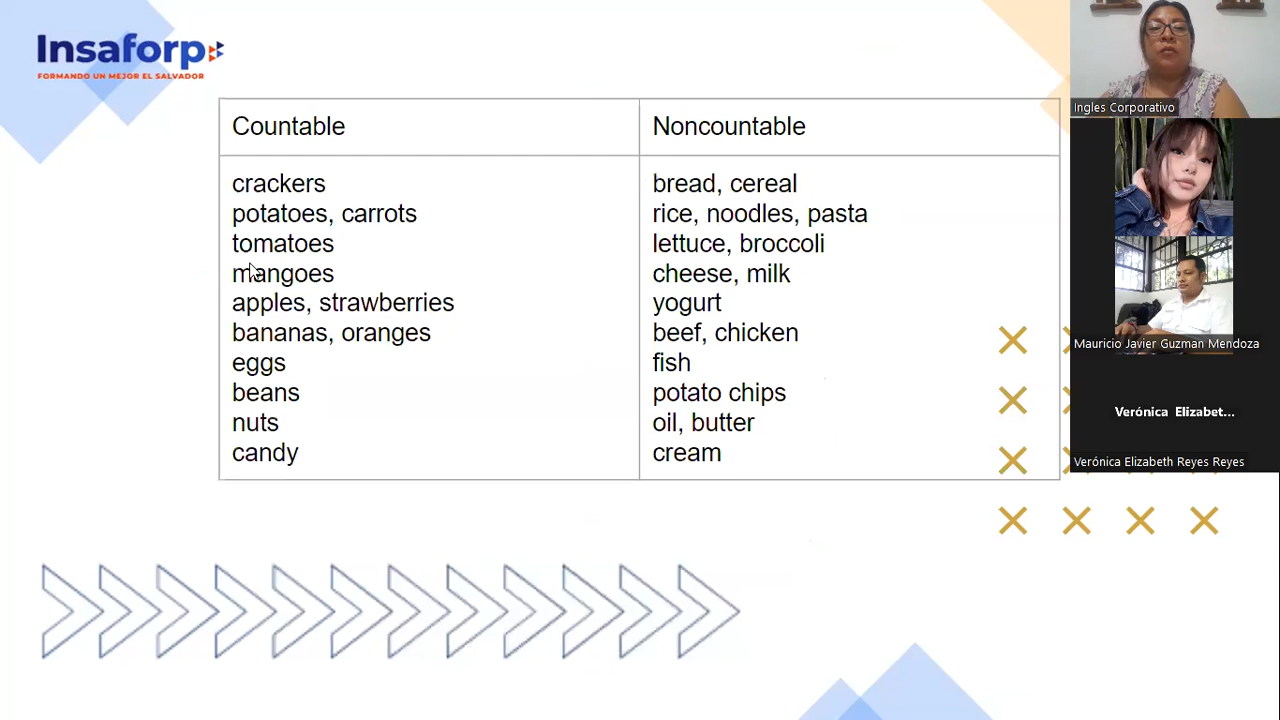 Insaforp
FORMANDO UN MEJOR EL SALVADOR
Countable
Noncountable
crackers
potatoes, carrots
tomatoes
mangoes
apples, strawberries
bananas, oranges
eggs
beans
nuts
candy
bread, cereal
rice, noodles, pasta
lettuce, broccoli
cheese, milk
yogurt
beef, chicken
fish
potato chips
oil, butter
cream
Ingles Corporativo
Mauricio Javier Guzman Mendoza
Verónica Elizabet...
Verónica Elizabeth Reyes Reyes